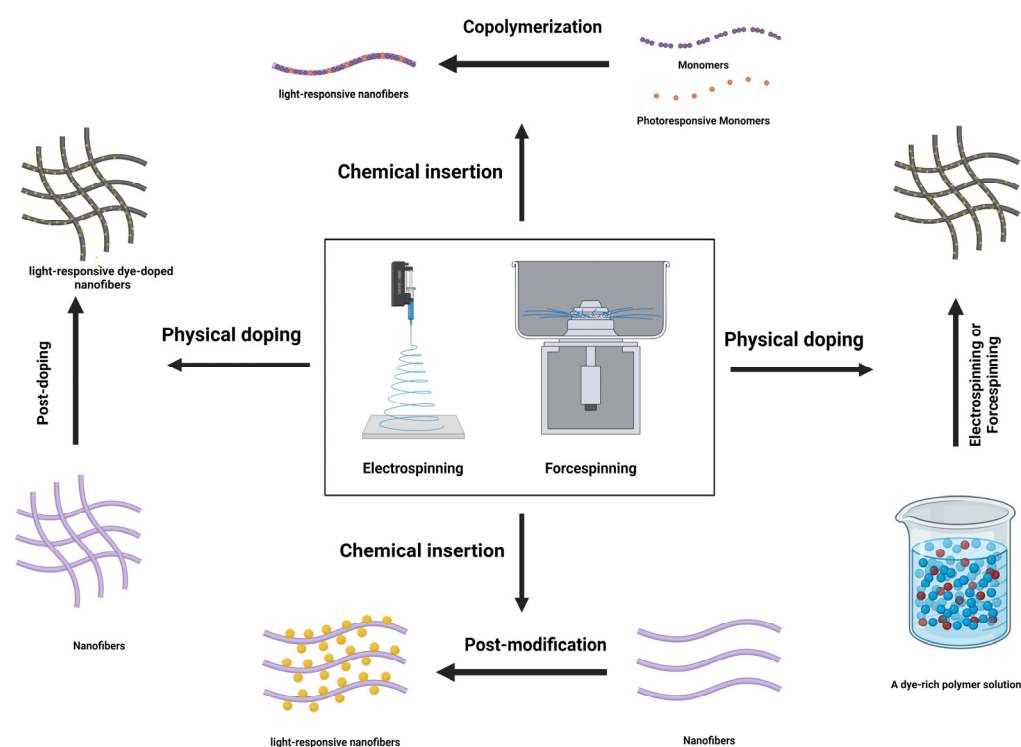 Copolymerization
Monomers
light-responsive nanofibers
Photoresponsive Monomers
Chemical insertion
light-responsive dye-doped
nanofibers
Physical doping
Physical doping
Post-doping
Electrospinning or
Forcespinning
Electrospinning
Forcespinning
Chemical insertion
Nanofibers
Post-modification
A dye-rich polymer solution
light-responsive nanofibers
Nanofibers